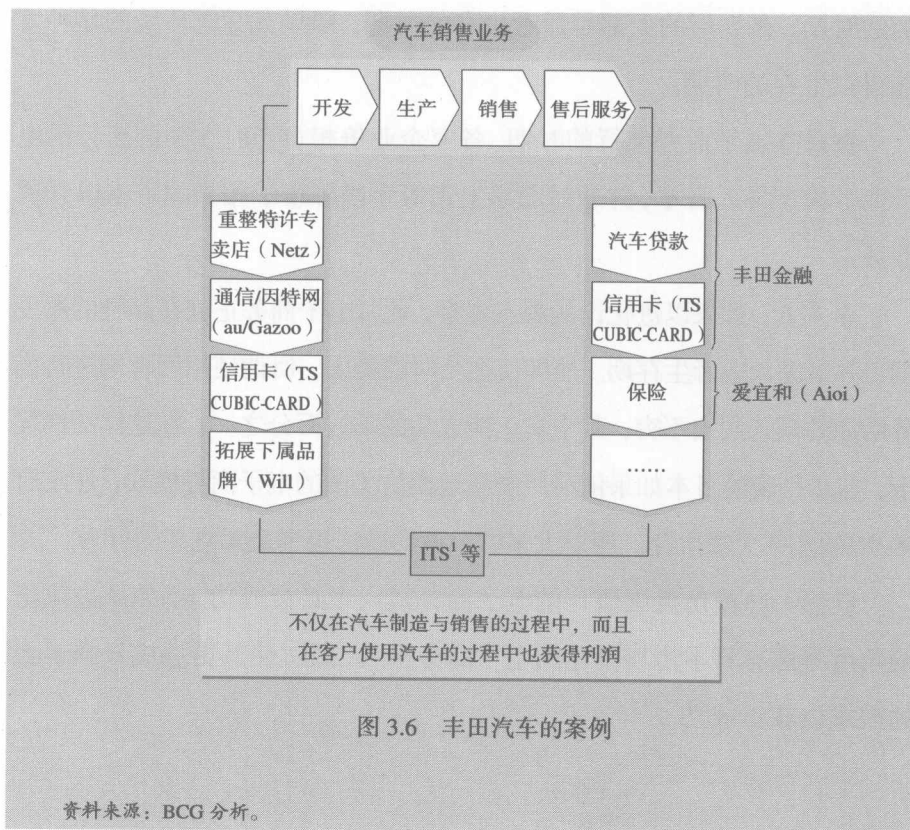 汽车销售业务
开发
生产
销售
售后服务
重整特许专
卖店（Netz）
通信/因特网
（au/Gazoo）
信用卡（TS
CUBIC-CARD）
拓展下属品
牌（Will）
汽车贷款
信用卡（TS
CUBIC-CARD）
丰田金融
保险
爱宜和（Aioi）
……
ITS¹等
不仅在汽车制造与销售的过程中，而且
在客户使用汽车的过程中也获得利润
图 3.6 丰田汽车的案例
资料来源：BCG 分析。